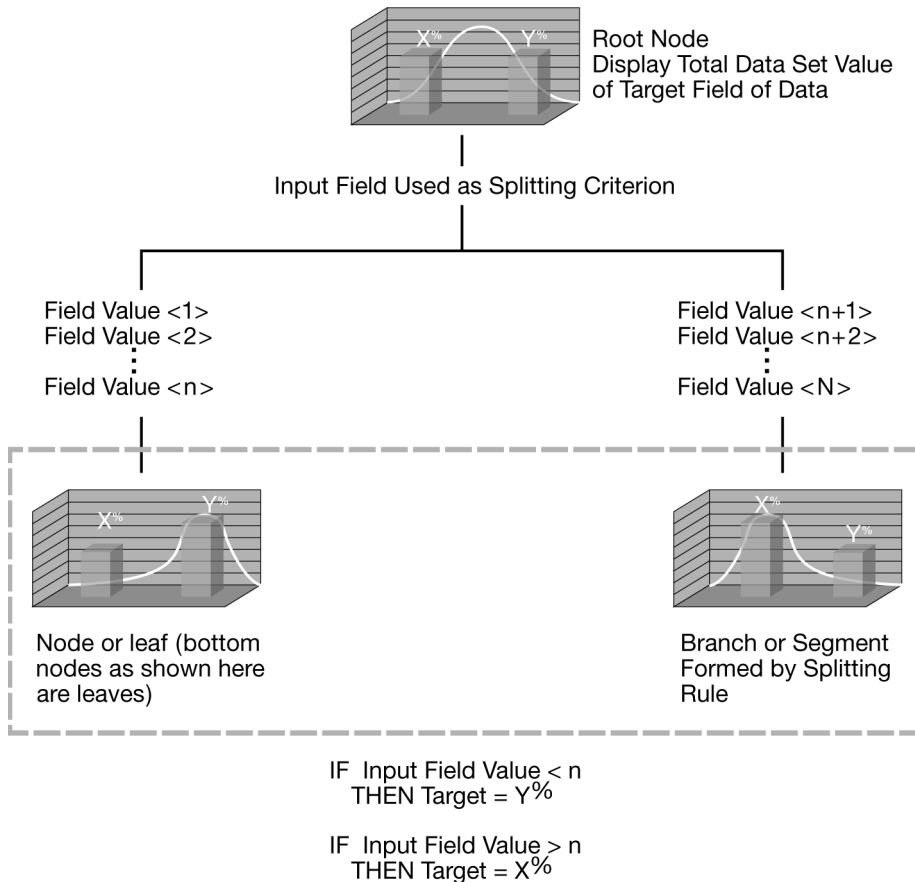 X%
Y%
Root Node
Display Total Data Set Value
of Target Field of Data
Input Field Used as Splitting Criterion
Field Value <1>
Field Value <2>
Field Value <n>
Field Value <n+1>
Field Value <n+2>
Field Value <N>
X%
Y%
Node or leaf (bottom
nodes as shown here
are leaves)
X%
Y%
Branch or Segment
Formed by Splitting
Rule
IF Input Field Value < n
THEN Target = Y%
IF Input Field Value > n
THEN Target = X%